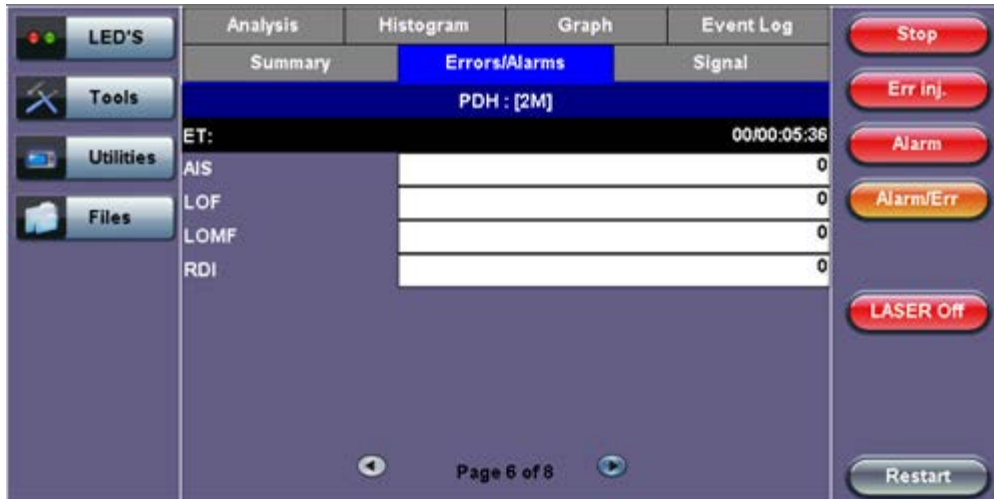 LED'S
Tools
Utilities
Files
Analysis Histogram Graph Event Log
Summary Errors/Alarms Signal
PDH : [2M]
ET: 00/00:05:36
AIS 0
LOF 0
LOMF 0
RDI 0
Page 6 of 8
Stop
Err inj.
Alarm
Alarm/Err
LASER Off
Restart